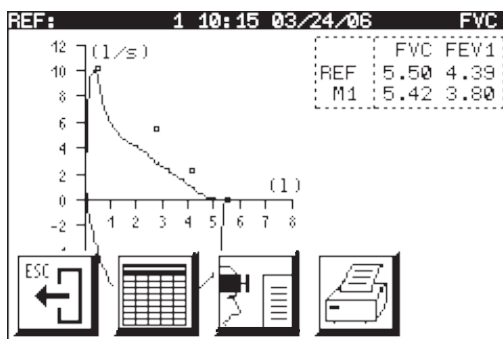 REF: 1 10:15 03/24/06 FVC
12 (l/s)
FVC FEV1
REF 5.50 4.39
M1 5.42 3.80
10
8
6
4
2
(l)
0
1 2 3 4 5 6 7 8
-2
ESC